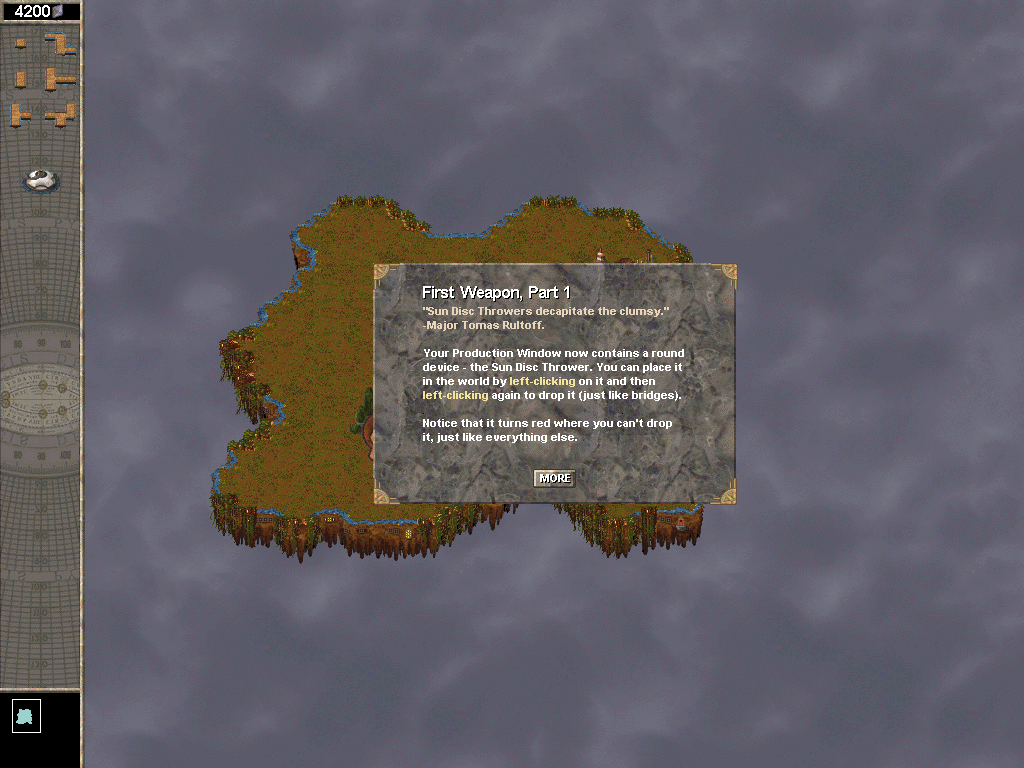 4200
First Weapon, Part 1
"Sun Disc Throwers decapitate the clumsy."
-Major Tomas Rultoff.
Your Production Window now contains a round
device - the Sun Disc Thrower. You can place it
in the world by left-clicking on it and then
left-clicking again to drop it (just like bridges).
Notice that it turns red where you can't drop
it, just like everything else.
MORE